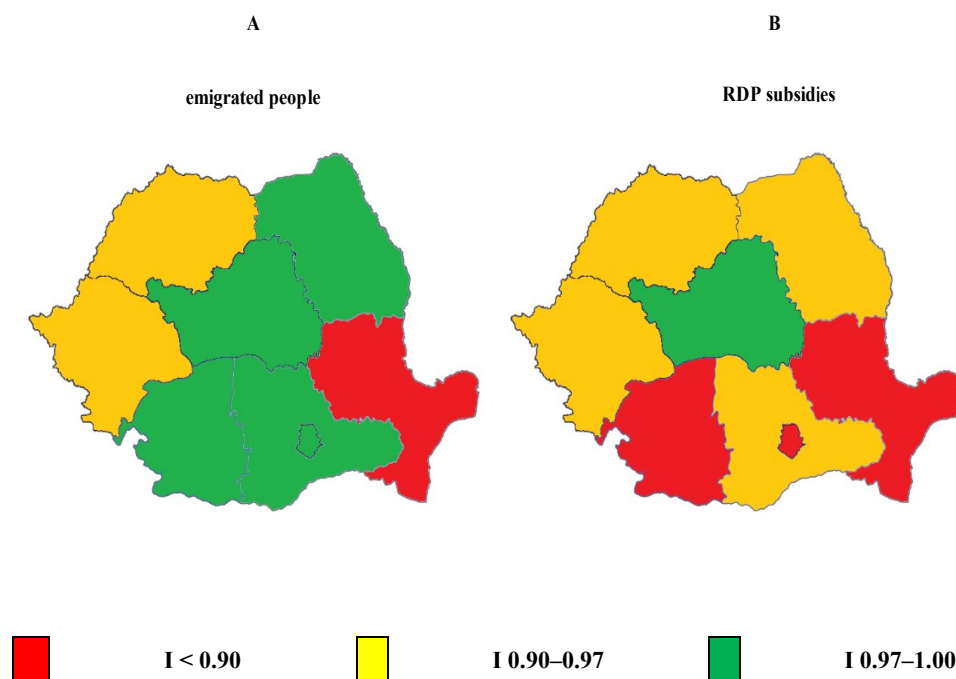 A
B
emigrated people
RDP subsidies
I < 0.90
I 0.90–0.97
I 0.97–1.00